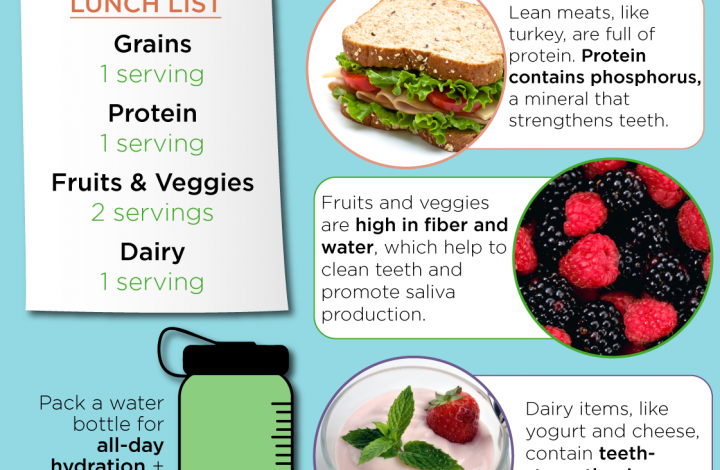 LUNCH LIST
Grains
1 serving
Protein
1 serving
Fruits & Veggies
2 servings
Dairy
1 serving
Lean meats, like
turkey, are full of
protein. Protein
contains phosphorus,
a mineral that
strengthens teeth.
Fruits and veggies
are high in fiber and
water, which help to
clean teeth and
promote saliva
production.
Pack a water
bottle for
all-day
hydration +
Dairy items, like
yogurt and cheese,
contain teeth-